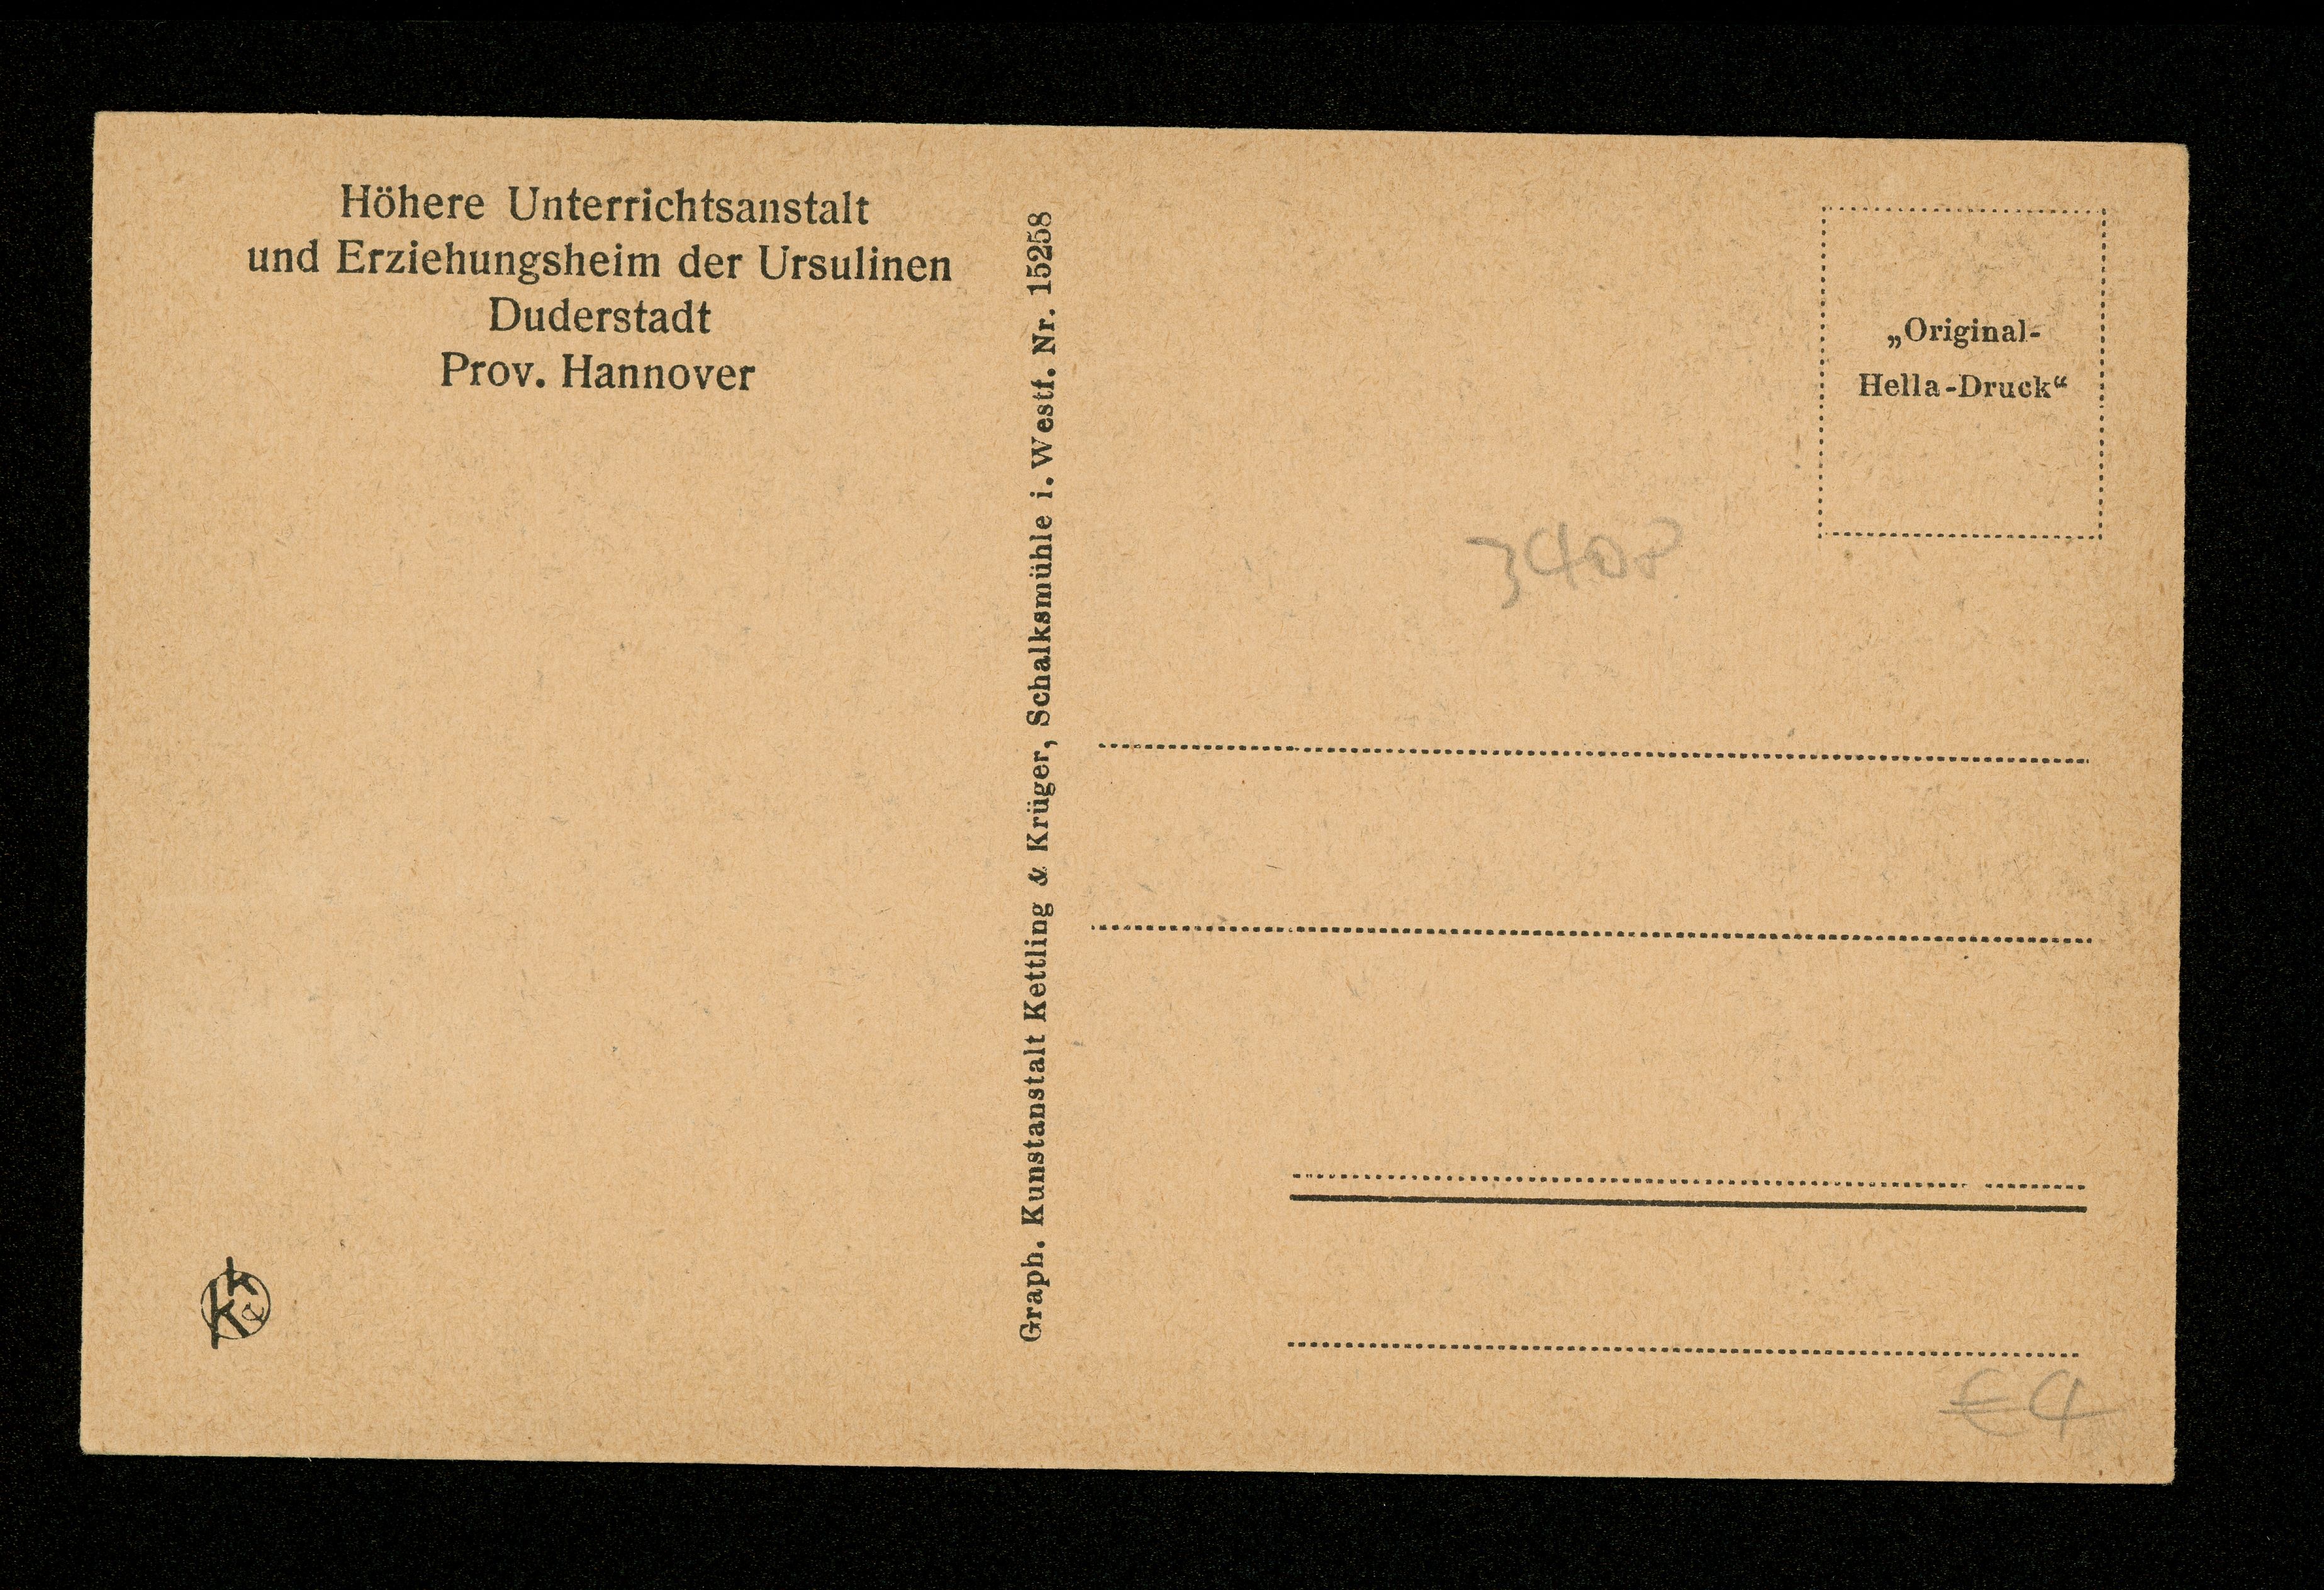 Höhere Unterrichtsanstalt
und Erziehungsheim der Ursulinen
Duderstadt
Prov. Hannover
Graph. Kunstanstalt Kettling & Krüger, Schalksmühle i. Westf. Nr. 15258
„Original-
Hella-Druck“
K&K
€ 4